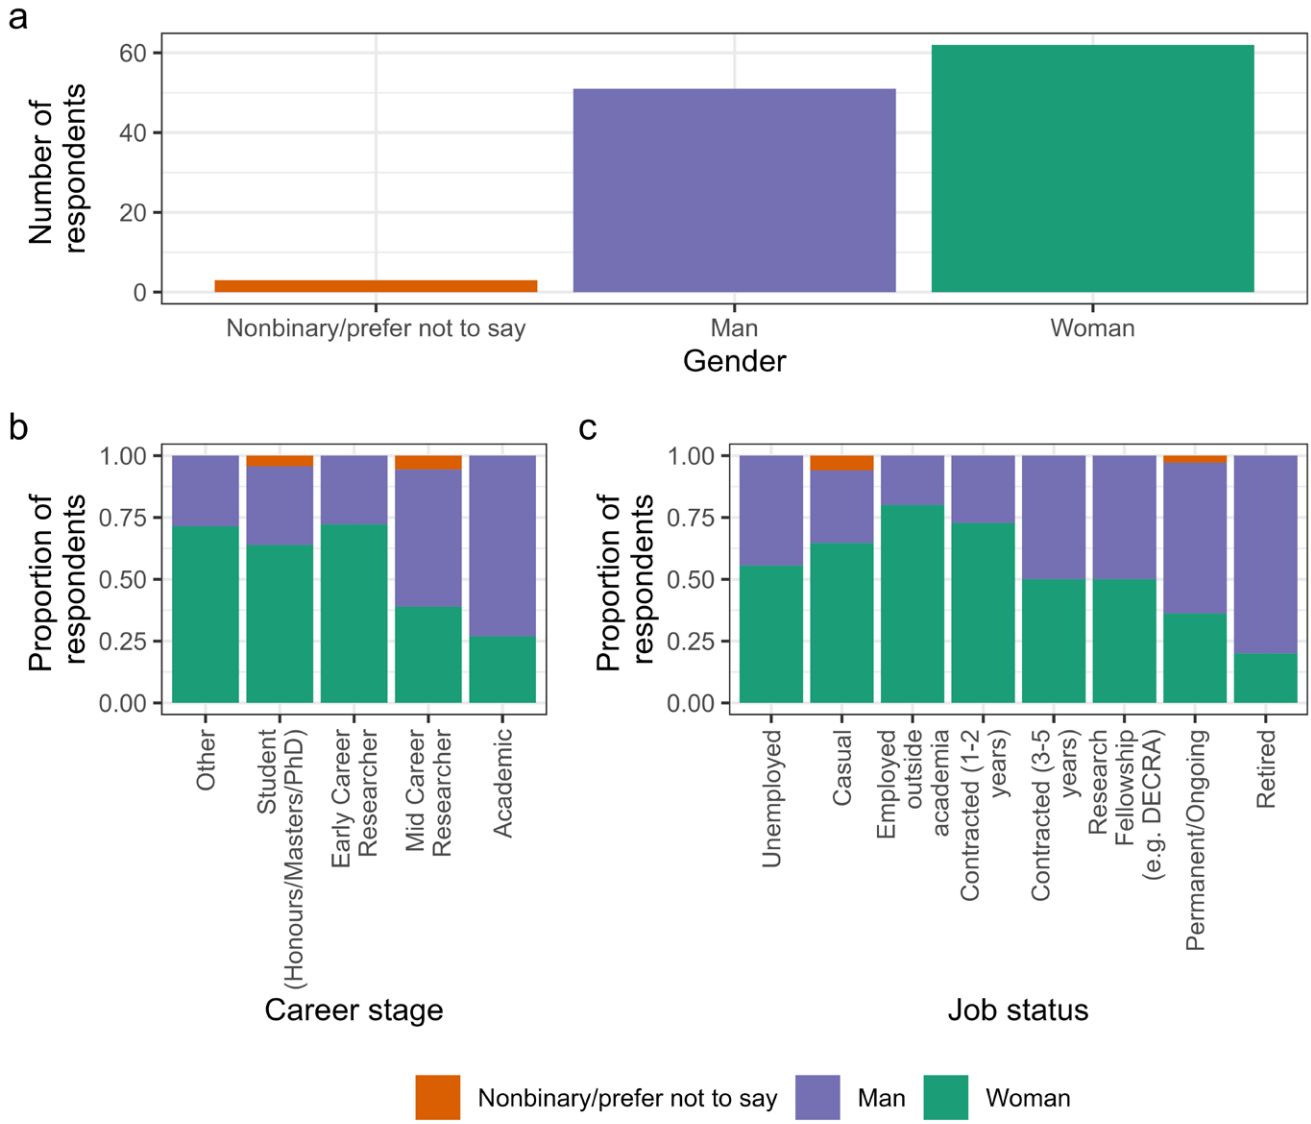 a
Number of
respondents
60
40
20
0
Nonbinary/prefer not to say
Man
Woman
Gender
b
Proportion of
respondents
1.00
0.75
0.50
0.25
0.00
Other
Student
(Honours/Masters/PhD)
Early Career
Researcher
Mid Career
Researcher
Academic
Career stage
c
Proportion of
respondents
1.00
0.75
0.50
0.25
0.00
Unemployed
Casual
Employed
outside
academia
Contracted (1-2
years)
Contracted (3-5
years)
Research
Fellowship
(e.g. DECRA)
Permanent/Ongoing
Retired
Job status
Nonbinary/prefer not to say
Man
Woman